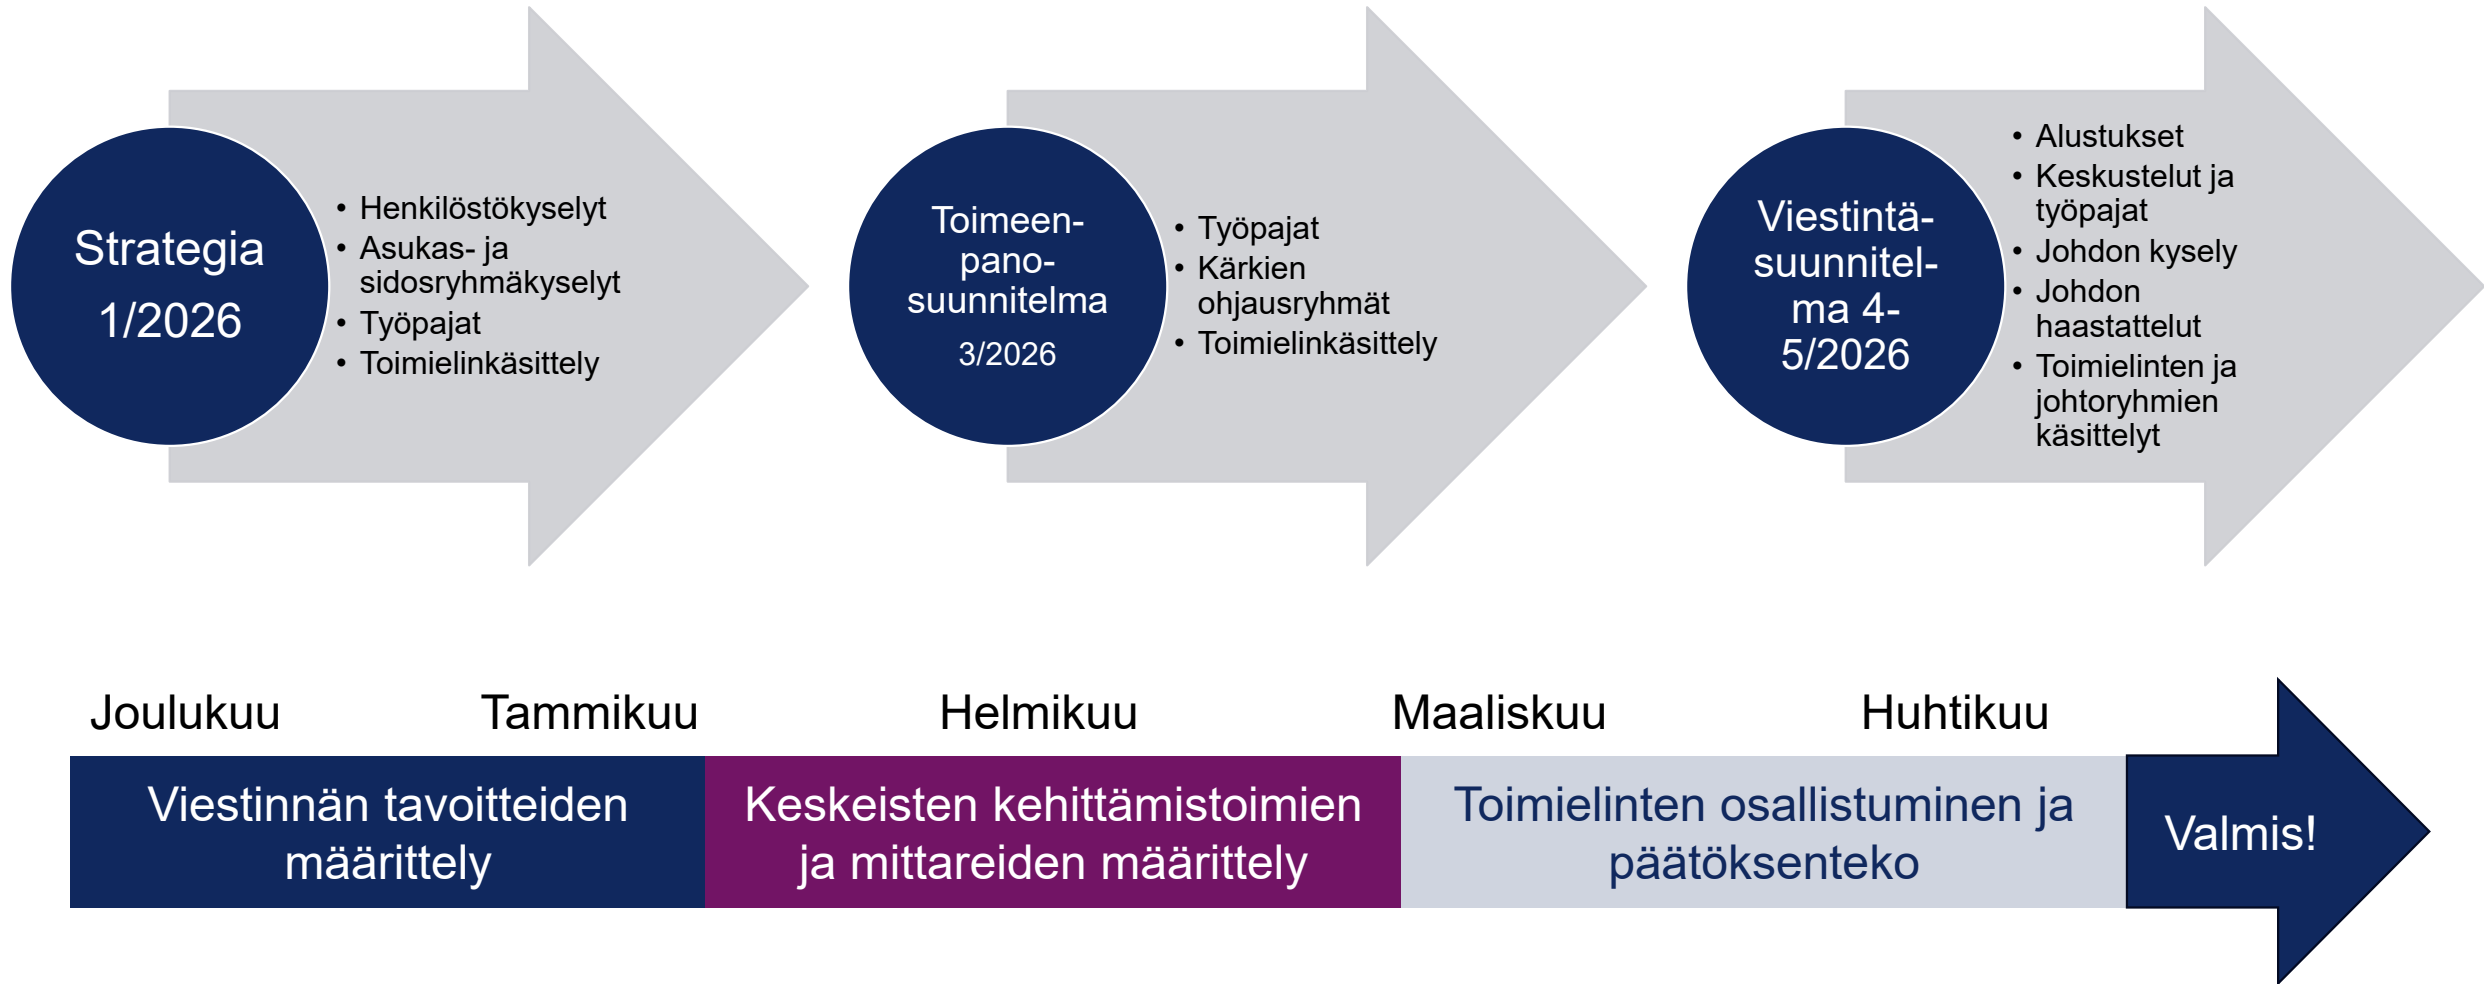 Strategia
1/2026
• Henkilöstökyselyt
• Asukas- ja
sidosryhmäkyselyt
• Työpajat
• Toimielinkäsittely
Toimeen-
pano-
suunnitelma
3/2026
• Työpajat
• Kärkien
ohjausryhmät
• Toimielinkäsittely
Viestintä-
suunnitel-
ma 4-
5/2026
• Alustukset
• Keskustelut ja
työpajat
• Johdon kysely
• Johdon
haastattelut
• Toimielinten ja
johtoryhmien
käsittelyt
Joulukuu Tammikuu Helmikuu Maaliskuu Huhtikuu
Viestinnän tavoitteiden
määrittely
Keskeisten kehittämistoimien
ja mittareiden määrittely
Toimielinten osallistuminen ja
päätöksenteko
Valmis!